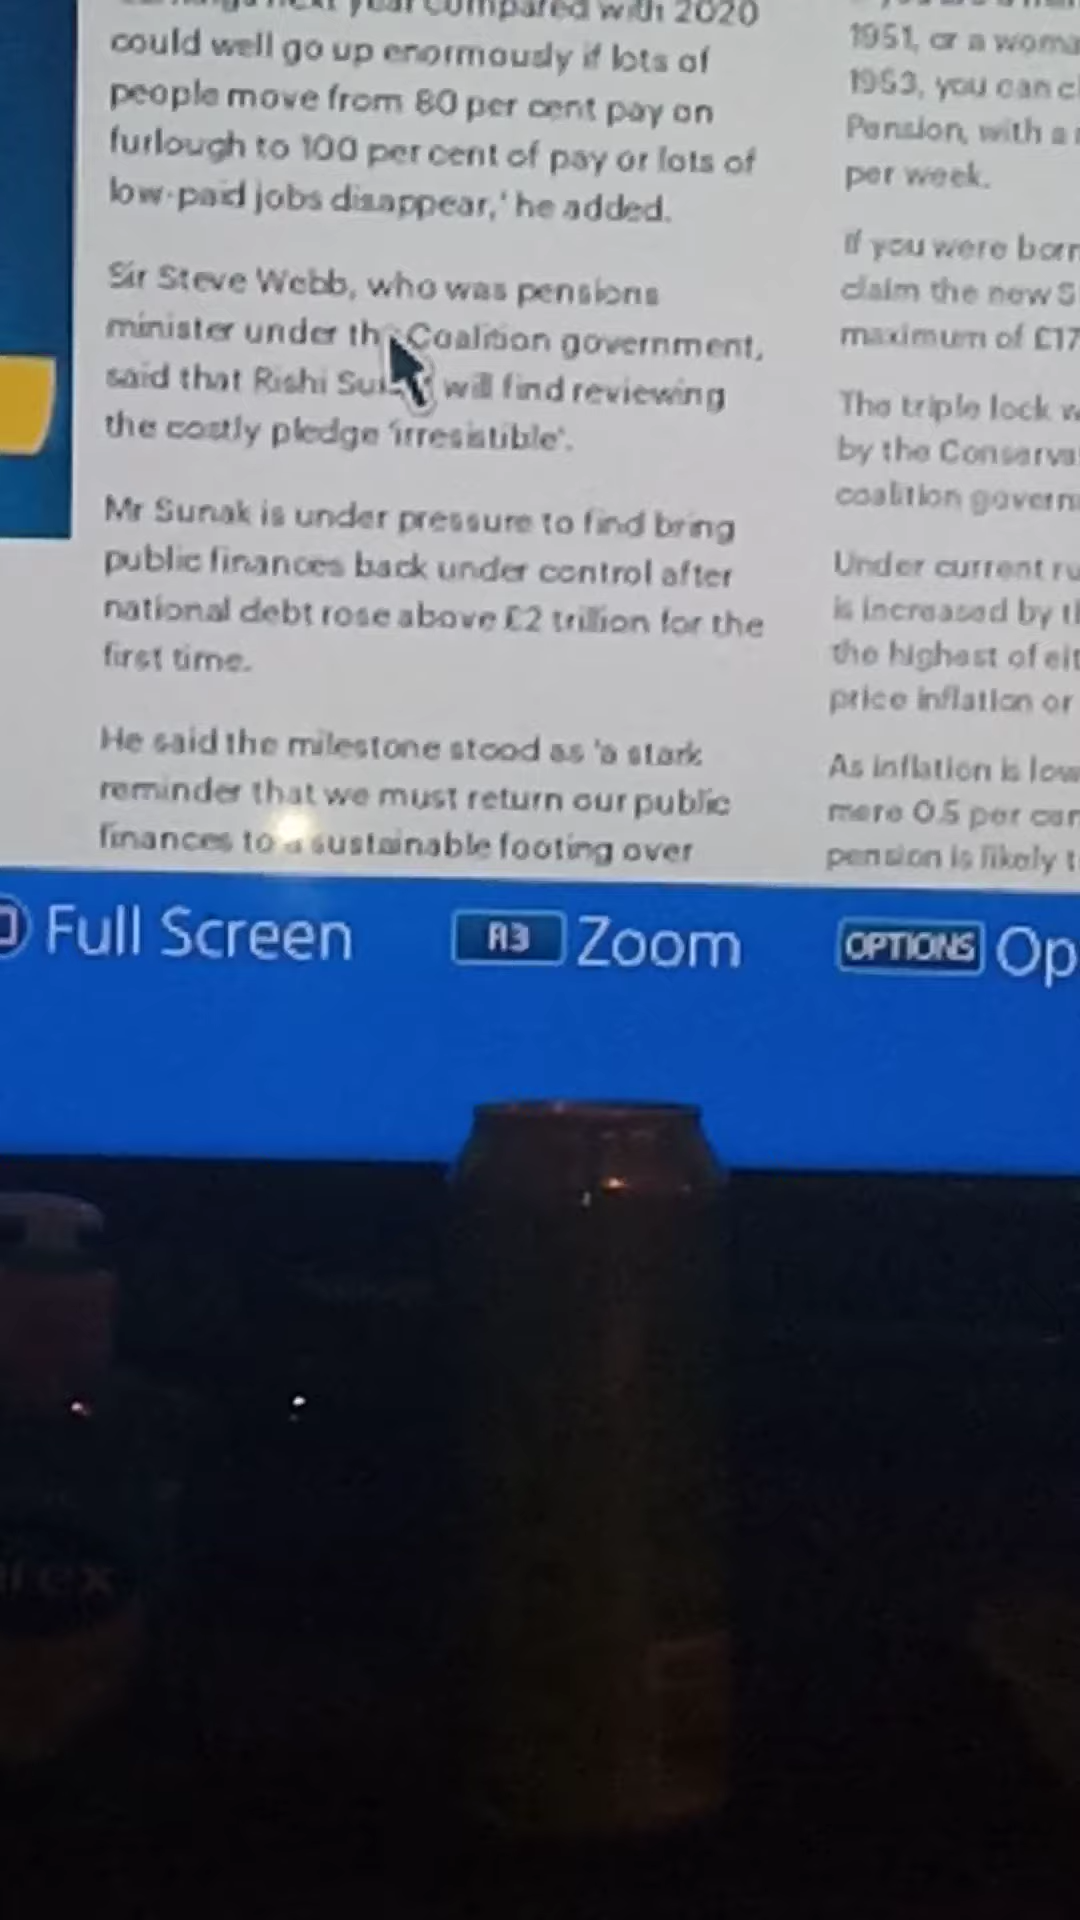 next year compared with 2020
could well go up enormously if lots of
people move from 80 per cent pay on
furlough to 100 per cent of pay or lots of
low-paid jobs disappear,' he added.
Sir Steve Webb, who was pensions
minister under the Coalition government,
said that Rishi will find reviewing
the costly pledge 'irresistible'.
Mr Sunak is under pressure to find bring
public finances back under control after
national debt rose above £2 trillion for the
first time.
He said the milestone stood as 'a stark
reminder that we must return our public
finances to a sustainable footing over
1951, or a woma
1953, you can cl
Pension, with a
per week.
If you were born
claim the new S
maximum of £17
The triple lock w
by the Conserva
coalition governm
Under current ru
is increased by th
the highest of eit
price inflation or
As inflation is low
mere 0.5 per cen
pension is likely t
Full Screen
R3 Zoom
OPTIONS Op